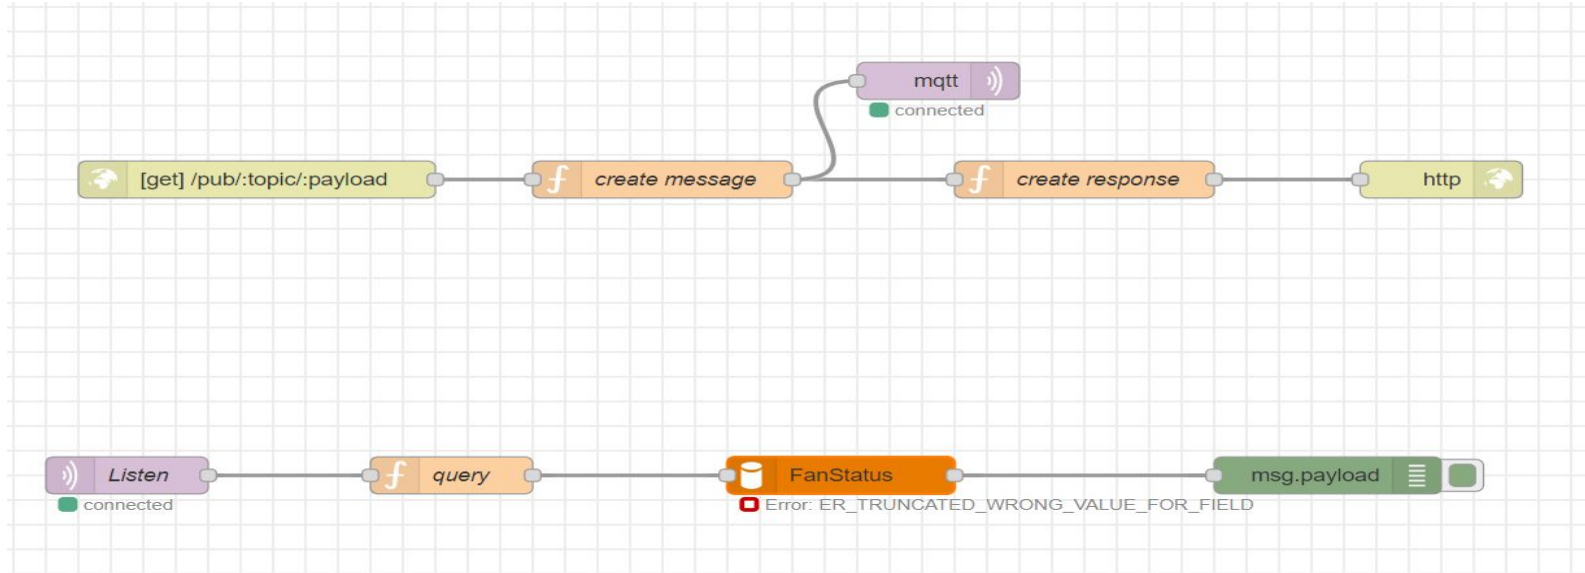 mqtt
connected
[get] /pub/:topic/:payload
create message
create response
http
Listen
query
FanStatus
msg.payload
connected
Error: ER_TRUNCATED_WRONG_VALUE_FOR_FIELD